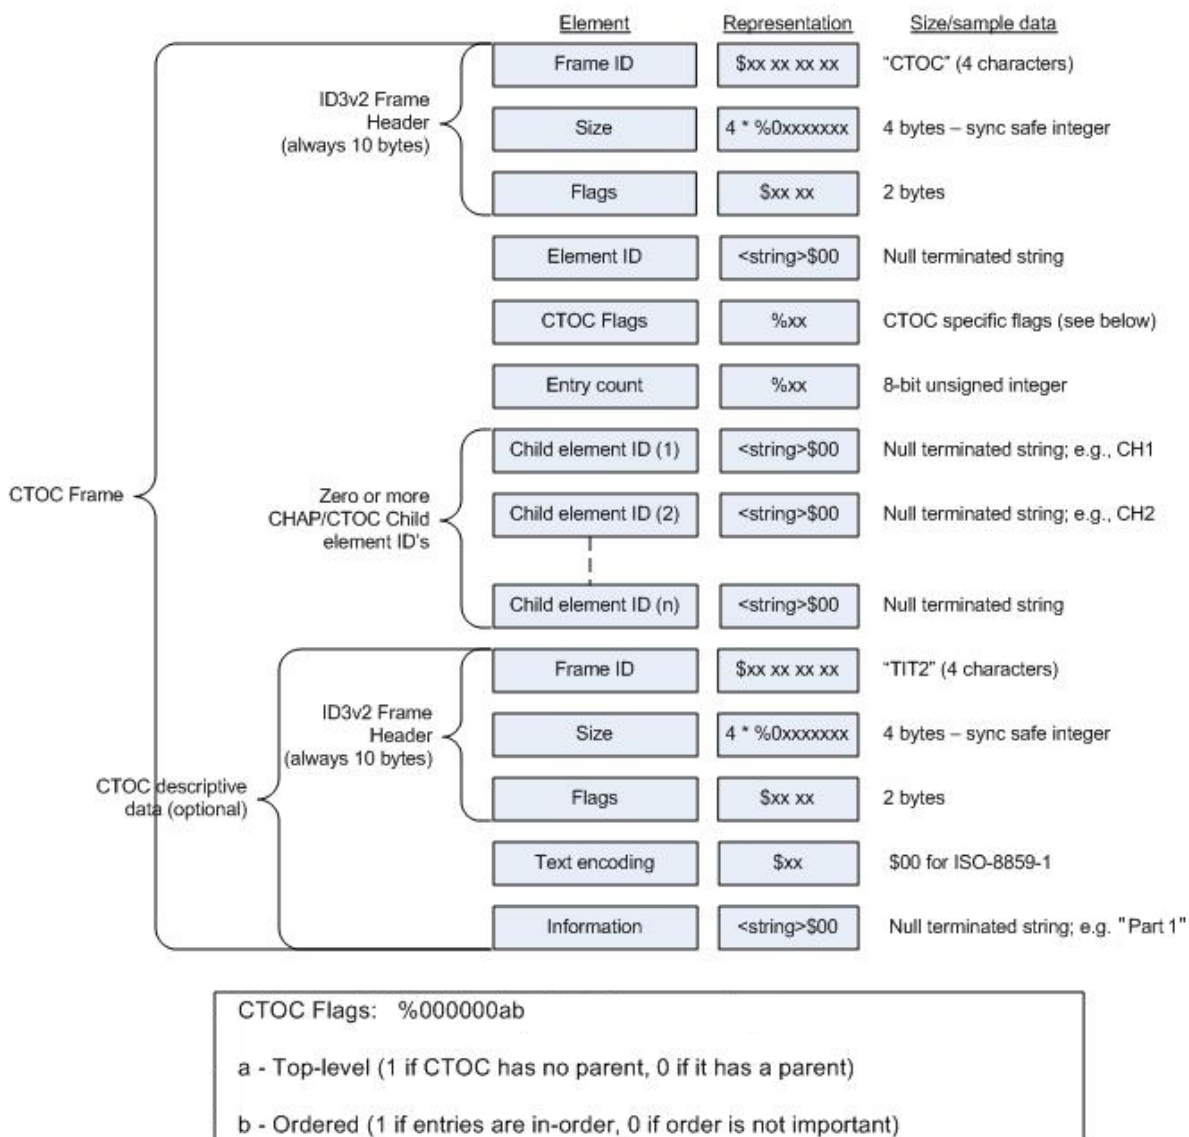 Element Representation Size/sample data
Frame ID $xx xx xx xx “CTOC” (4 characters)
ID3v2 Frame
Header
(always 10 bytes)
Size 4 * %0xxxxxxx 4 bytes – sync safe integer
Flags $xx xx 2 bytes
Element ID <string>$00 Null terminated string
CTOC Flags %xx CTOC specific flags (see below)
Entry count %xx 8-bit unsigned integer
Child element ID (1) <string>$00 Null terminated string; e.g., CH1
CTOC Frame
Zero or more
CHAP/CTOC Child
element ID's
Child element ID (2) <string>$00 Null terminated string; e.g., CH2
Child element ID (n) <string>$00 Null terminated string
Frame ID $xx xx xx xx “TIT2” (4 characters)
ID3v2 Frame
Header
(always 10 bytes)
Size 4 * %0xxxxxxx 4 bytes – sync safe integer
CTOC descriptive
data (optional)
Flags $xx xx 2 bytes
Text encoding $xx $00 for ISO-8859-1
Information <string>$00 Null terminated string; e.g. "Part 1"
CTOC Flags: %000000ab
a - Top-level (1 if CTOC has no parent, 0 if it has a parent)
b - Ordered (1 if entries are in-order, 0 if order is not important)